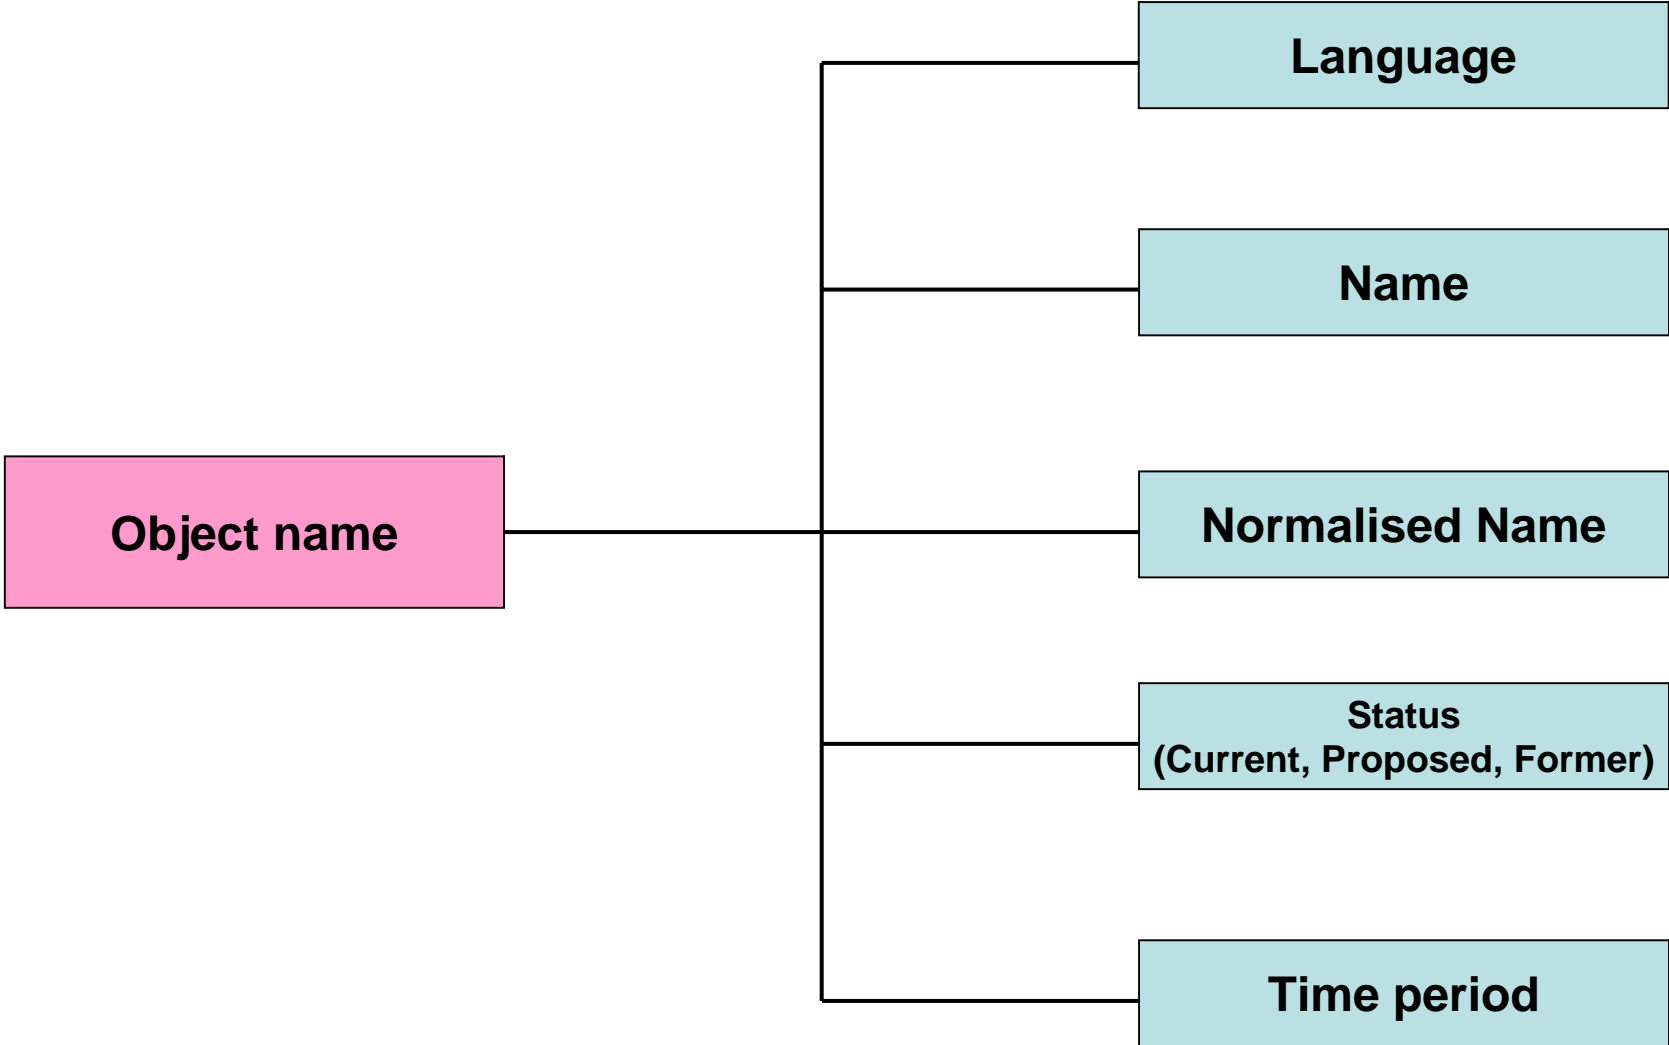 Language
Name
Object name
Normalised Name
Status
(Current, Proposed, Former)
Time period